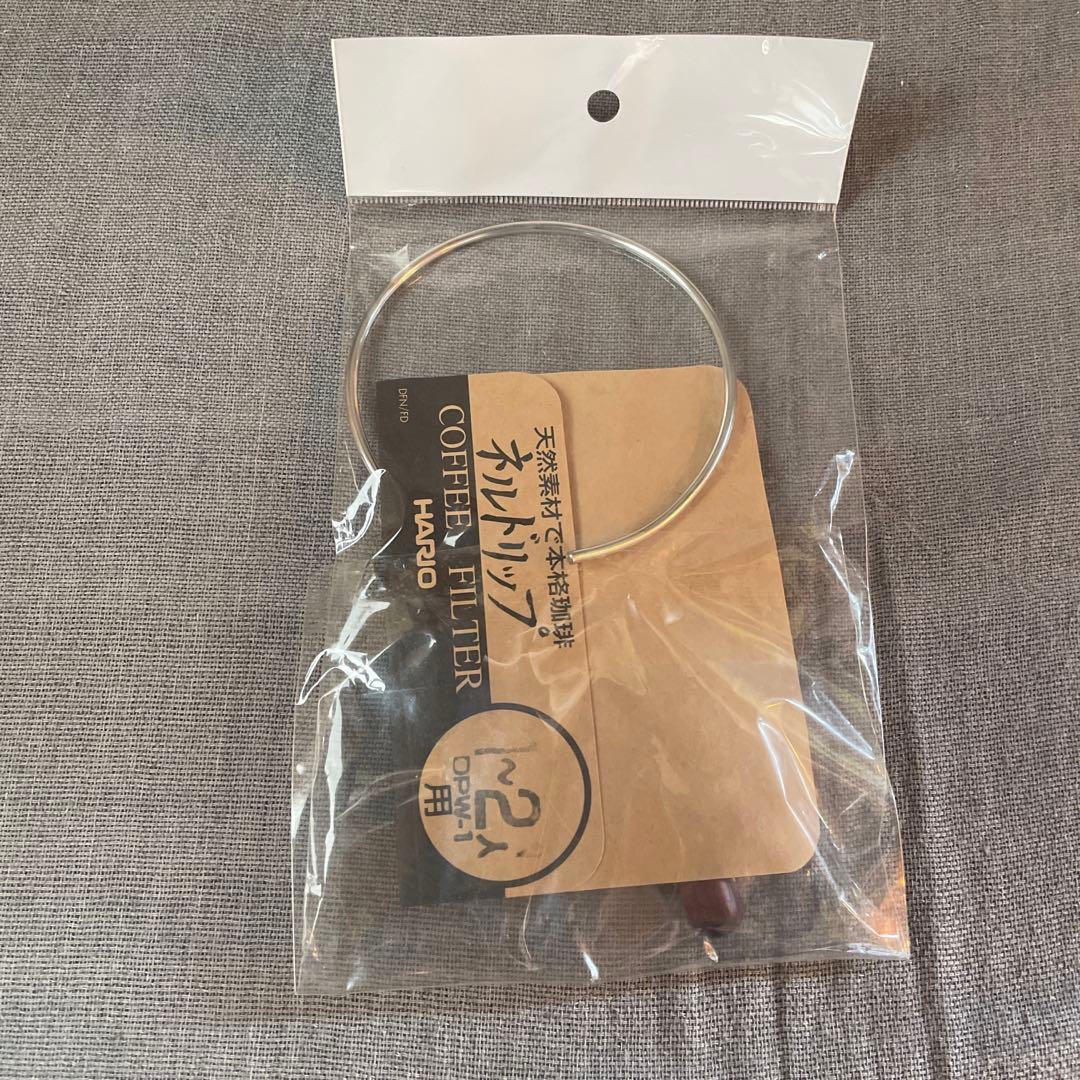 DFN/FD
COFFEE FILTER
HARIO
天然素材で本格珈琲
ネルドリップ。
1~2人
DPW-1
用